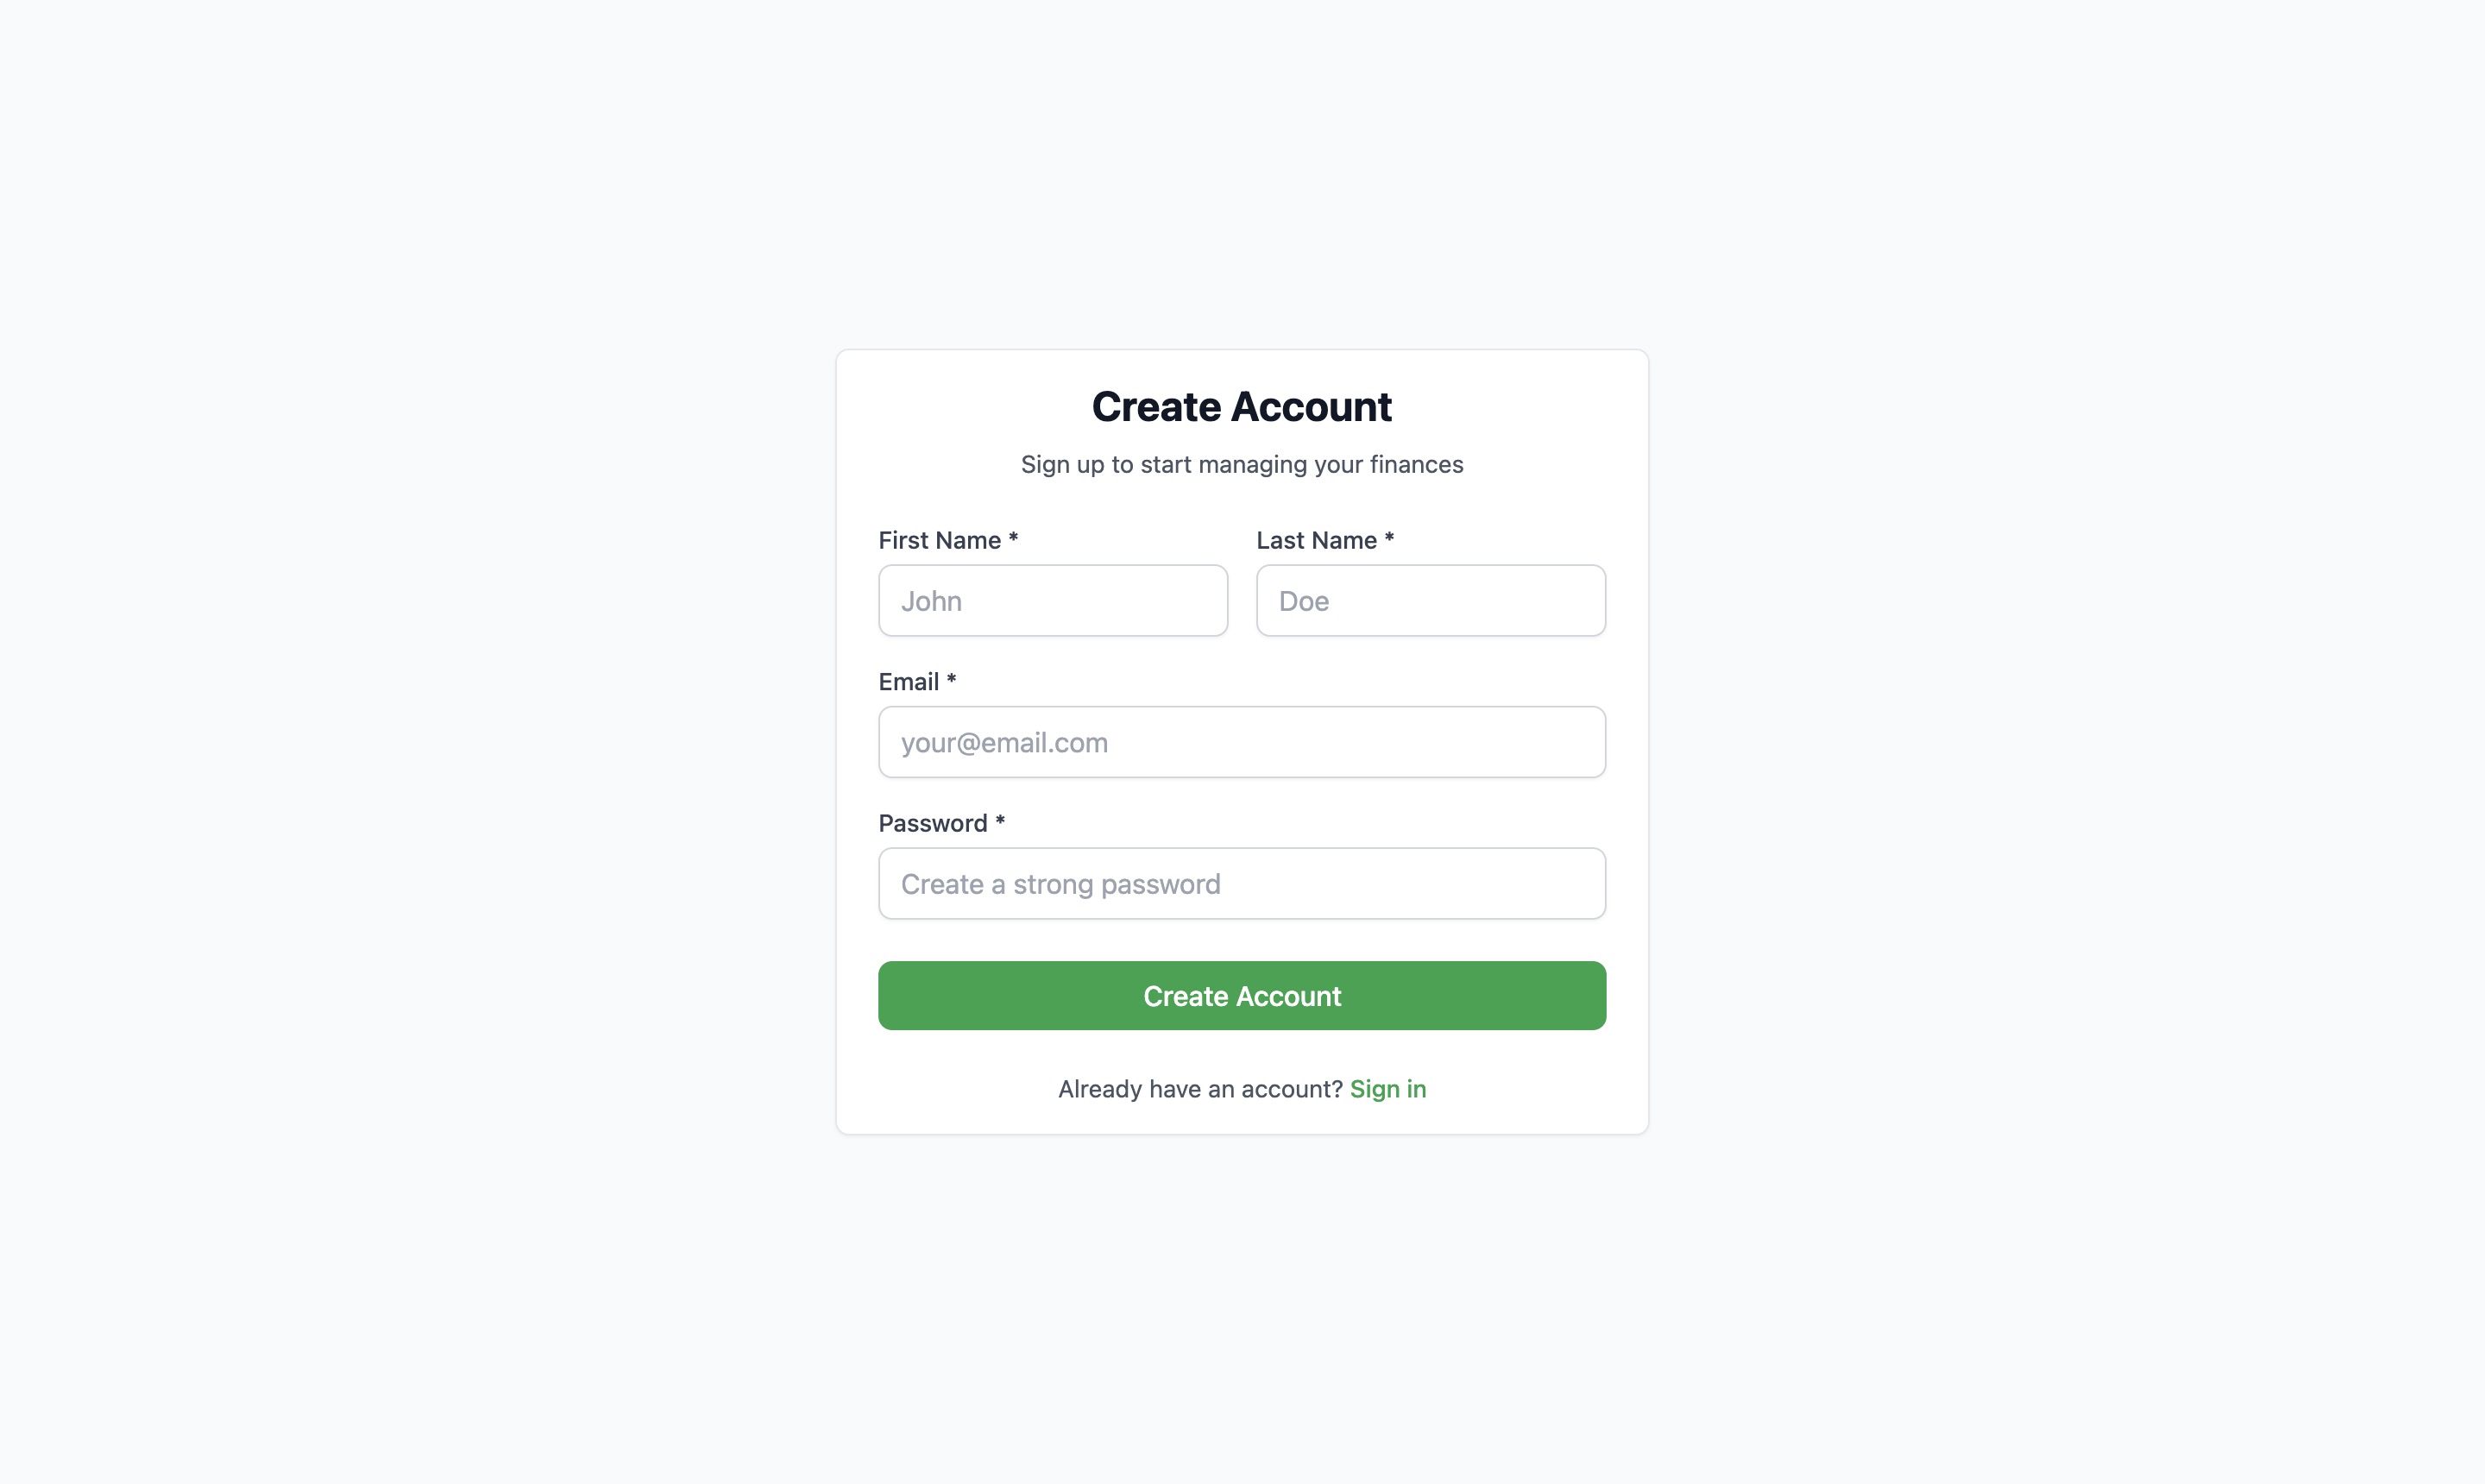 Create Account
Sign up to start managing your finances
First Name * Last Name *
John Doe
Email *
your@email.com
Password *
Create a strong password
Create Account
Already have an account? Sign in